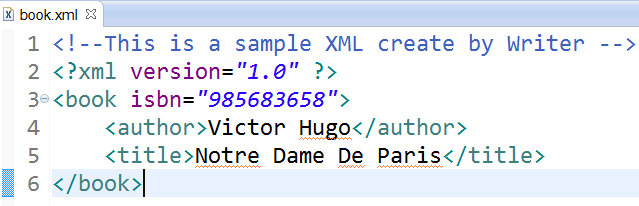 book.xml
1 <!--This is a sample XML create by Writer -->
2 <?xml version="1.0" ?>
3 <book isbn="985683658">
4     <author>Victor Hugo</author>
5     <title>Notre Dame De Paris</title>
6 </book>